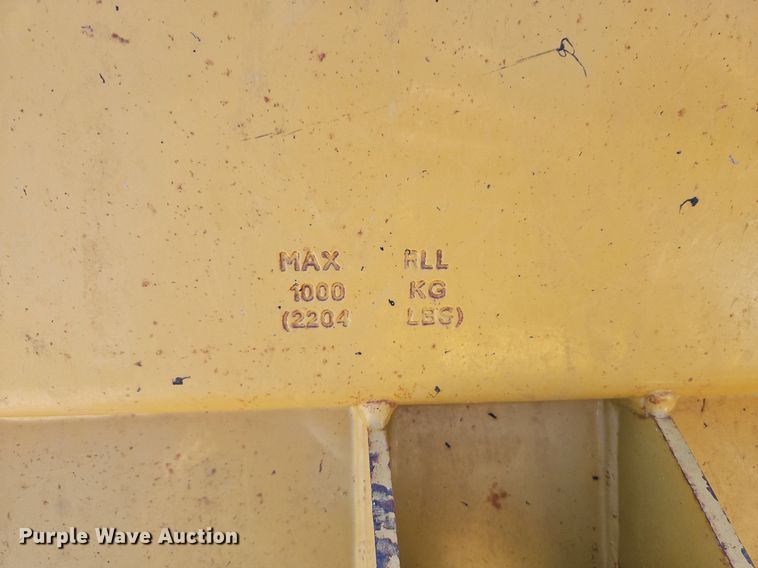 MAX RLL
1000 KG
(2204 LBS)
Purple Wave Auction